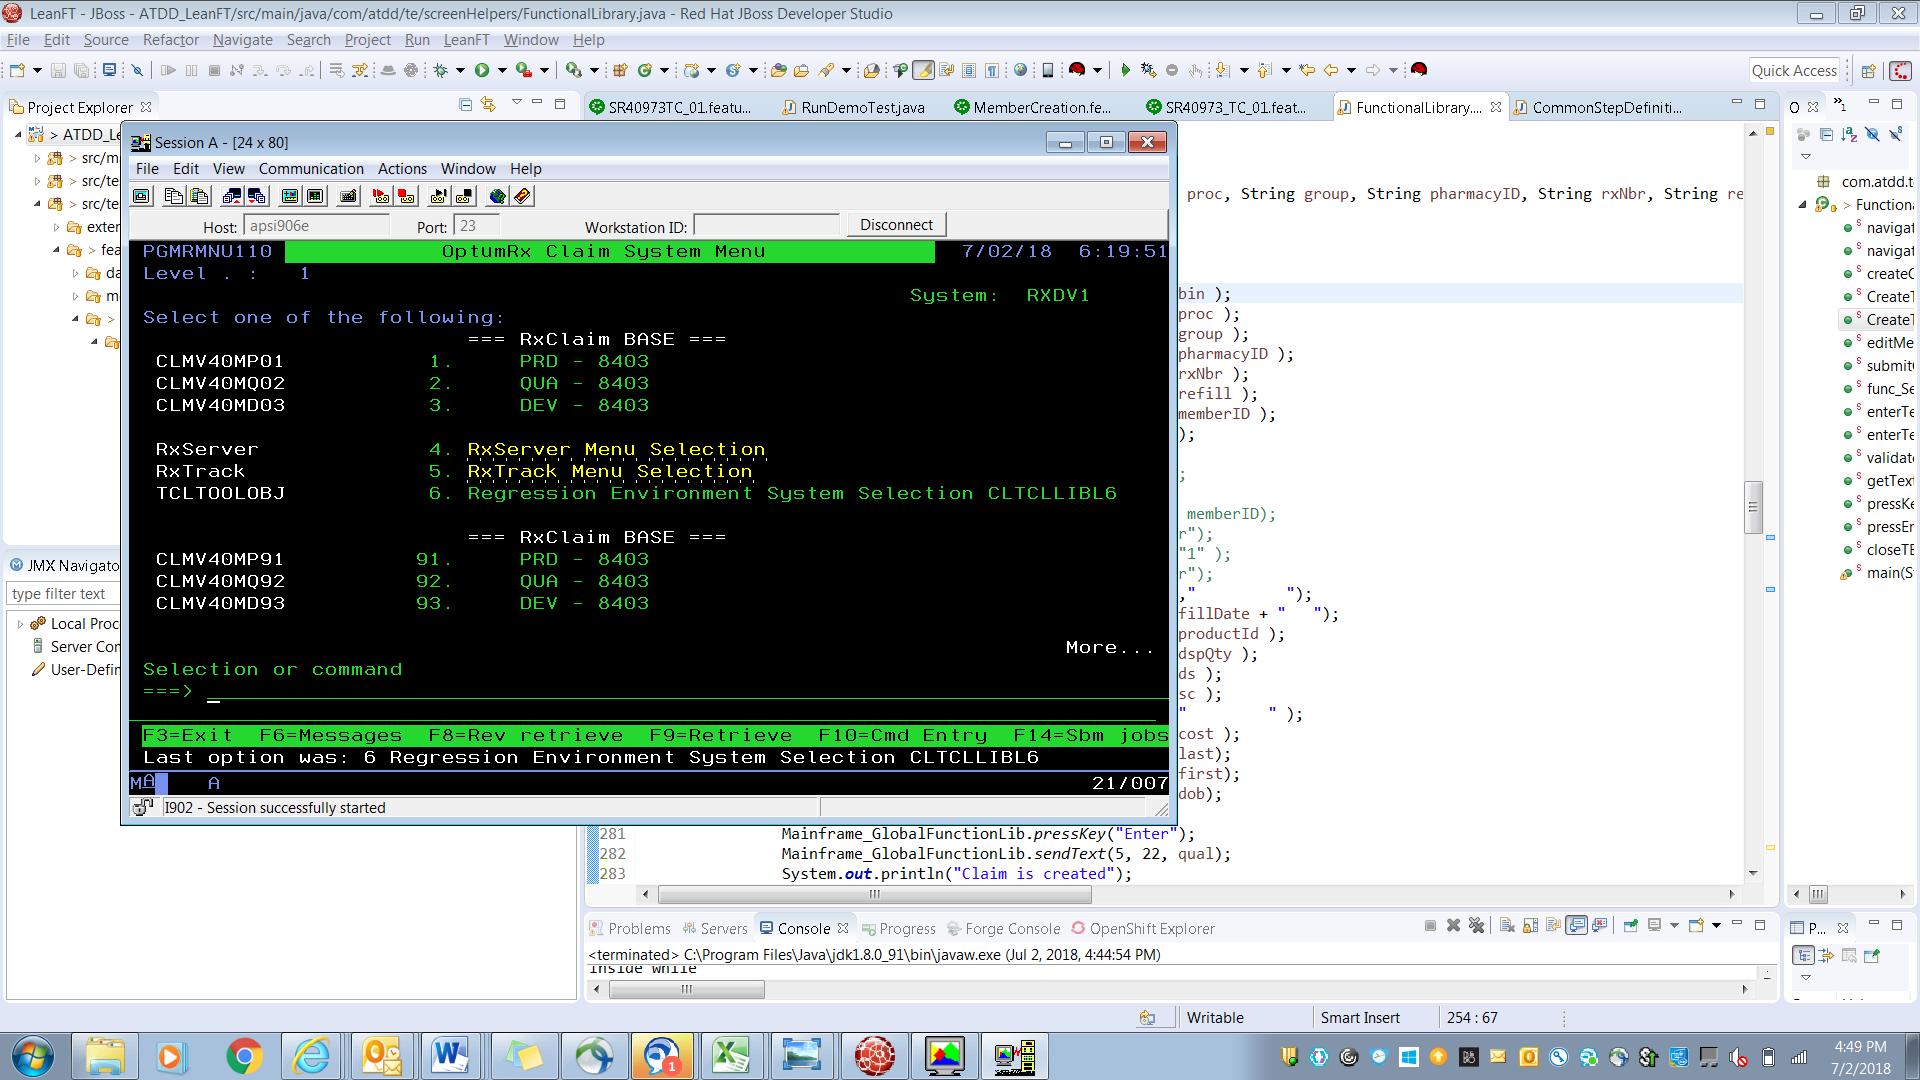 LeanFT - JBoss - ATDD_LeanFT/src/main/java/com/atdd/te/screenHelpers/FunctionalLibrary.java - Red Hat JBoss Developer Studio
File Edit Source Refactor Navigate Search Project Run LeanFT Window Help
Quick Access
Project Explorer
SR40973TC_01.featu...
RunDemoTest.java
MemberCreation.fe...
SR40973_TC_01.feat...
FunctionalLibrary....
CommonStepDefiniti...
> ATDD_Le
> src/m
> src/te
> src/te
exter
> fea
da
m
>
Session A - [24 x 80]
File Edit View Communication Actions Window Help
Host: apsi906e Port: 23 Workstation ID: Disconnect
PGMRMNU110 OptumRx Claim System Menu 7/02/18 6:19:51
Level . : 1
System: RXDV1
Select one of the following:
=== RxClaim BASE ===
CLMV40MP01 1. PRD - 8403
CLMV40MQ02 2. QUA - 8403
CLMV40MD03 3. DEV - 8403
RxServer 4. RxServer Menu Selection
RxTrack 5. RxTrack Menu Selection
TCLTOOLOBJ 6. Regression Environment System Selection CLTCLLIBL6
=== RxClaim BASE ===
CLMV40MP91 91. PRD - 8403
CLMV40MQ92 92. QUA - 8403
CLMV40MD93 93. DEV - 8403
More...
Selection or command
===>
F3=Exit F6=Messages F8=Rev retrieve F9=Retrieve F10=Cmd Entry F14=Sbm jobs
Last option was: 6 Regression Environment System Selection CLTCLLIBL6
MA A 21/007
I902 - Session successfully started
proc, String group, String pharmacyID, String rxNbr, String re
bin );
proc );
group );
pharmacyID );
rxNbr );
refill );
memberID );
);
;
memberID);
r");
"1" );
r");
," ");
fillDate + " ");
productId );
dspQty );
ds );
sc );
" " );
cost );
last);
first);
dob);
281 Mainframe_GlobalFunctionLib.pressKey("Enter");
282 Mainframe_GlobalFunctionLib.sendText(5, 22, qual);
283 System.out.println("Claim is created");
O
com.atdd.t
> Functiona
navigat
navigat
createC
CreateT
CreateT
editMe
submit
func_Se
enterTe
enterTe
validat
getText
pressKe
pressEr
closeTE
main(S
JMX Navigato
type filter text
Local Proc
Server Con
User-Defin
Problems Servers Console Progress Forge Console OpenShift Explorer
<terminated> C:\Program Files\Java\jdk1.8.0_91\bin\javaw.exe (Jul 2, 2018, 4:44:54 PM)
inside while
P...
Writable Smart Insert 254 : 67
4:49 PM
7/2/2018